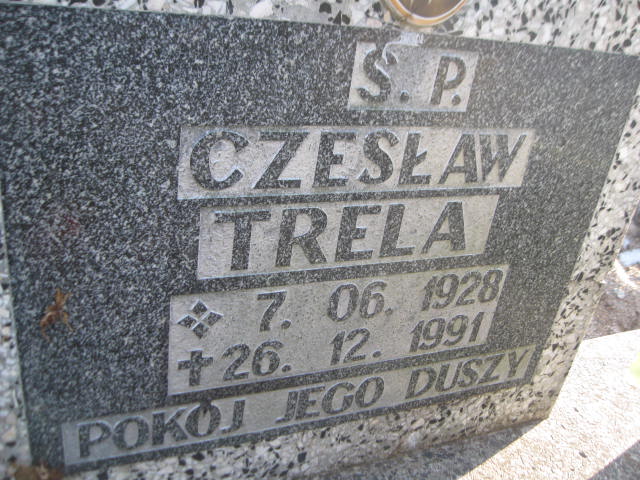 Ś. P.
CZESŁAW
TRELA
7. 06. 1928
✝ 26. 12. 1991
POKÓJ JEGO DUSZY